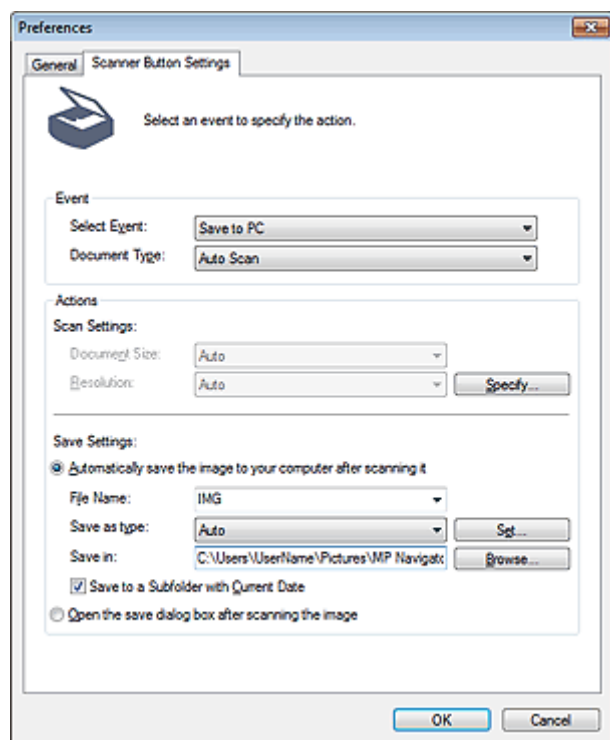 Preferences
General Scanner Button Settings
Select an event to specify the action.
Event
Select Event: Save to PC
Document Type: Auto Scan
Actions
Scan Settings:
Document Size: Auto
Resolution: Auto Specify...
Save Settings:
Automatically save the image to your computer after scanning it
File Name: IMG
Save as type: Auto Set...
Save in: C:\Users\UserName\Pictures\MP Navigato Browse...
Save to a Subfolder with Current Date
Open the save dialog box after scanning the image
OK Cancel